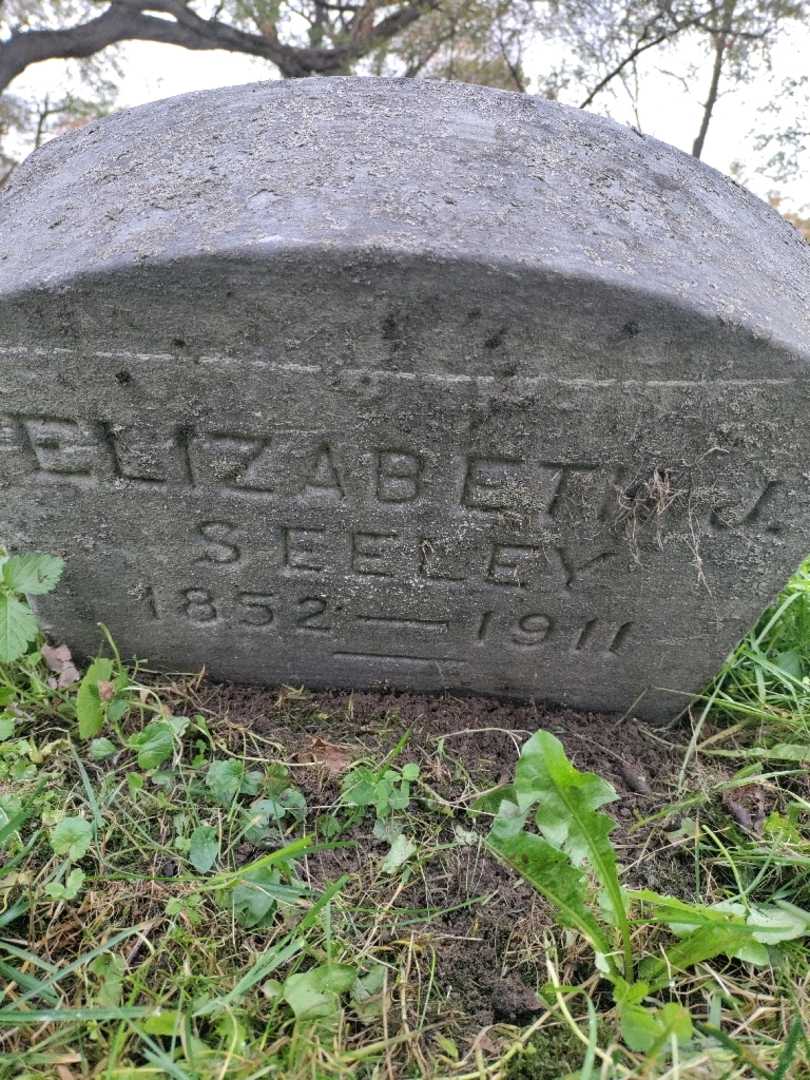 ELIZABETH J.
SEELEY
1852 — 1911